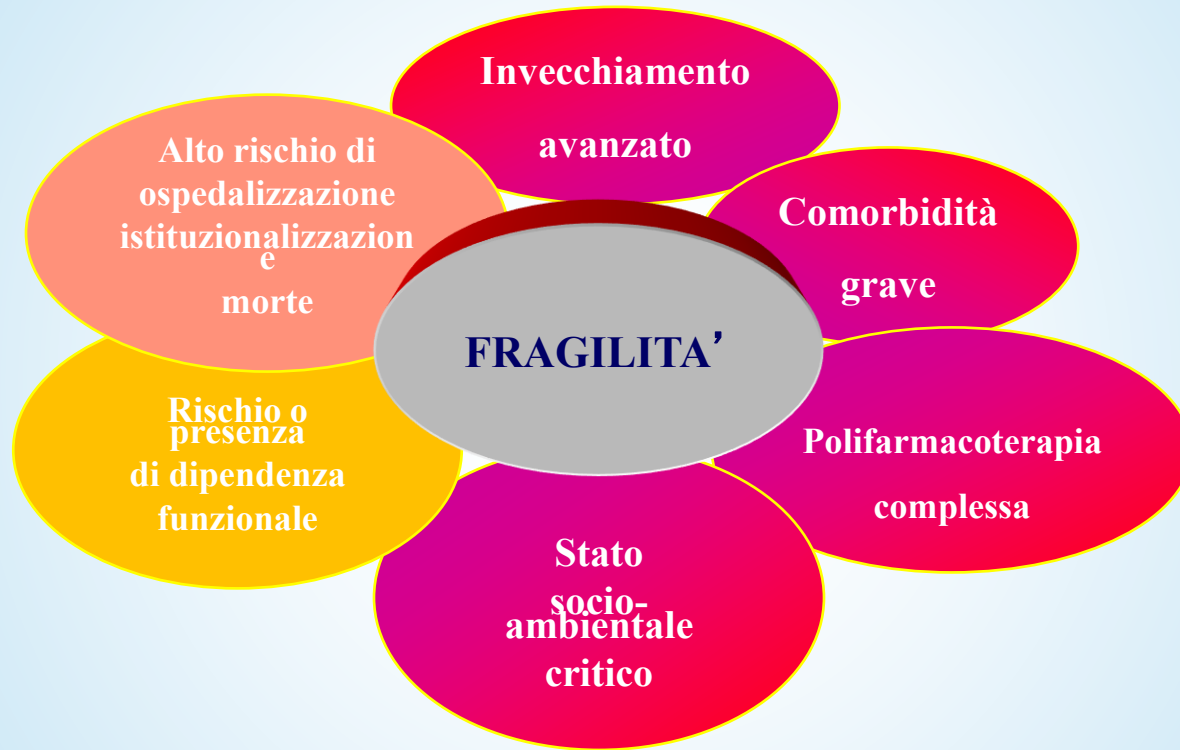 Invecchiamento
avanzato
Alto rischio di
ospedalizzazione
istituzionalizzazion
e
morte
Comorbidità
grave
FRAGILITA’
Rischio o
presenza
di dipendenza
funzionale
Polifarmacoterapia
complessa
Stato
socio-
ambientale
critico